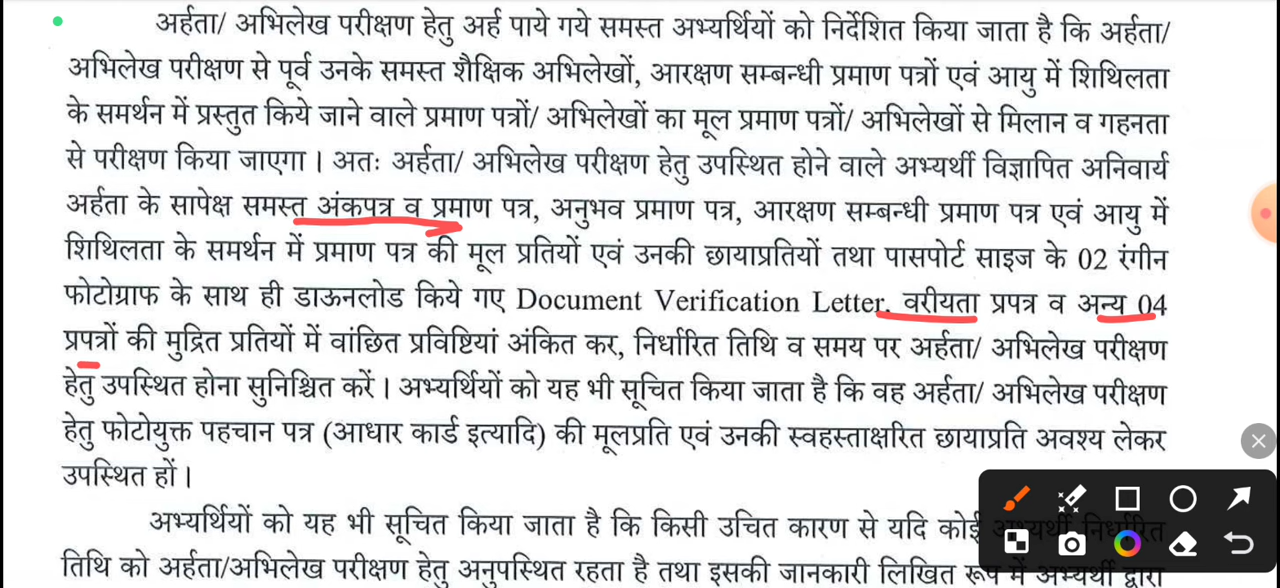 अर्हता/ अभिलेख परीक्षण हेतु अर्ह पाये गये समस्त अभ्यर्थियों को निर्देशित किया जाता है कि अर्हता/
अभिलेख परीक्षण से पूर्व उनके समस्त शैक्षिक अभिलेखों, आरक्षण सम्बन्धी प्रमाण पत्रों एवं आयु में शिथिलता
के समर्थन में प्रस्तुत किये जाने वाले प्रमाण पत्रों/ अभिलेखों का मूल प्रमाण पत्रों/ अभिलेखों से मिलान व गहनता
से परीक्षण किया जाएगा। अतः अर्हता/ अभिलेख परीक्षण हेतु उपस्थित होने वाले अभ्यर्थी विज्ञापित अनिवार्य
अर्हता के सापेक्ष समस्त अंकपत्र व प्रमाण पत्र, अनुभव प्रमाण पत्र, आरक्षण सम्बन्धी प्रमाण पत्र एवं आयु में
शिथिलता के समर्थन में प्रमाण पत्र की मूल प्रतियों एवं उनकी छायाप्रतियों तथा पासपोर्ट साइज के 02 रंगीन
फोटोग्राफ के साथ ही डाऊनलोड किये गए Document Verification Letter, वरीयता प्रपत्र व अन्य 04
प्रपत्रों की मुद्रित प्रतियों में वांछित प्रविष्टियां अंकित कर, निर्धारित तिथि व समय पर अर्हता/ अभिलेख परीक्षण
हेतु उपस्थित होना सुनिश्चित करें। अभ्यर्थियों को यह भी सूचित किया जाता है कि वह अर्हता/ अभिलेख परीक्षण
हेतु फोटोयुक्त पहचान पत्र (आधार कार्ड इत्यादि) की मूलप्रति एवं उनकी स्वहस्ताक्षरित छायाप्रति अवश्य लेकर
उपस्थित हों।
अभ्यर्थियों को यह भी सूचित किया जाता है कि किसी उचित कारण से यदि कोई अभ्यर्थी निर्धारित
तिथि को अर्हता/अभिलेख परीक्षण हेतु अनुपस्थित रहता है तथा इसकी जानकारी लिखित रूप में अभ्यर्थी द्वारा